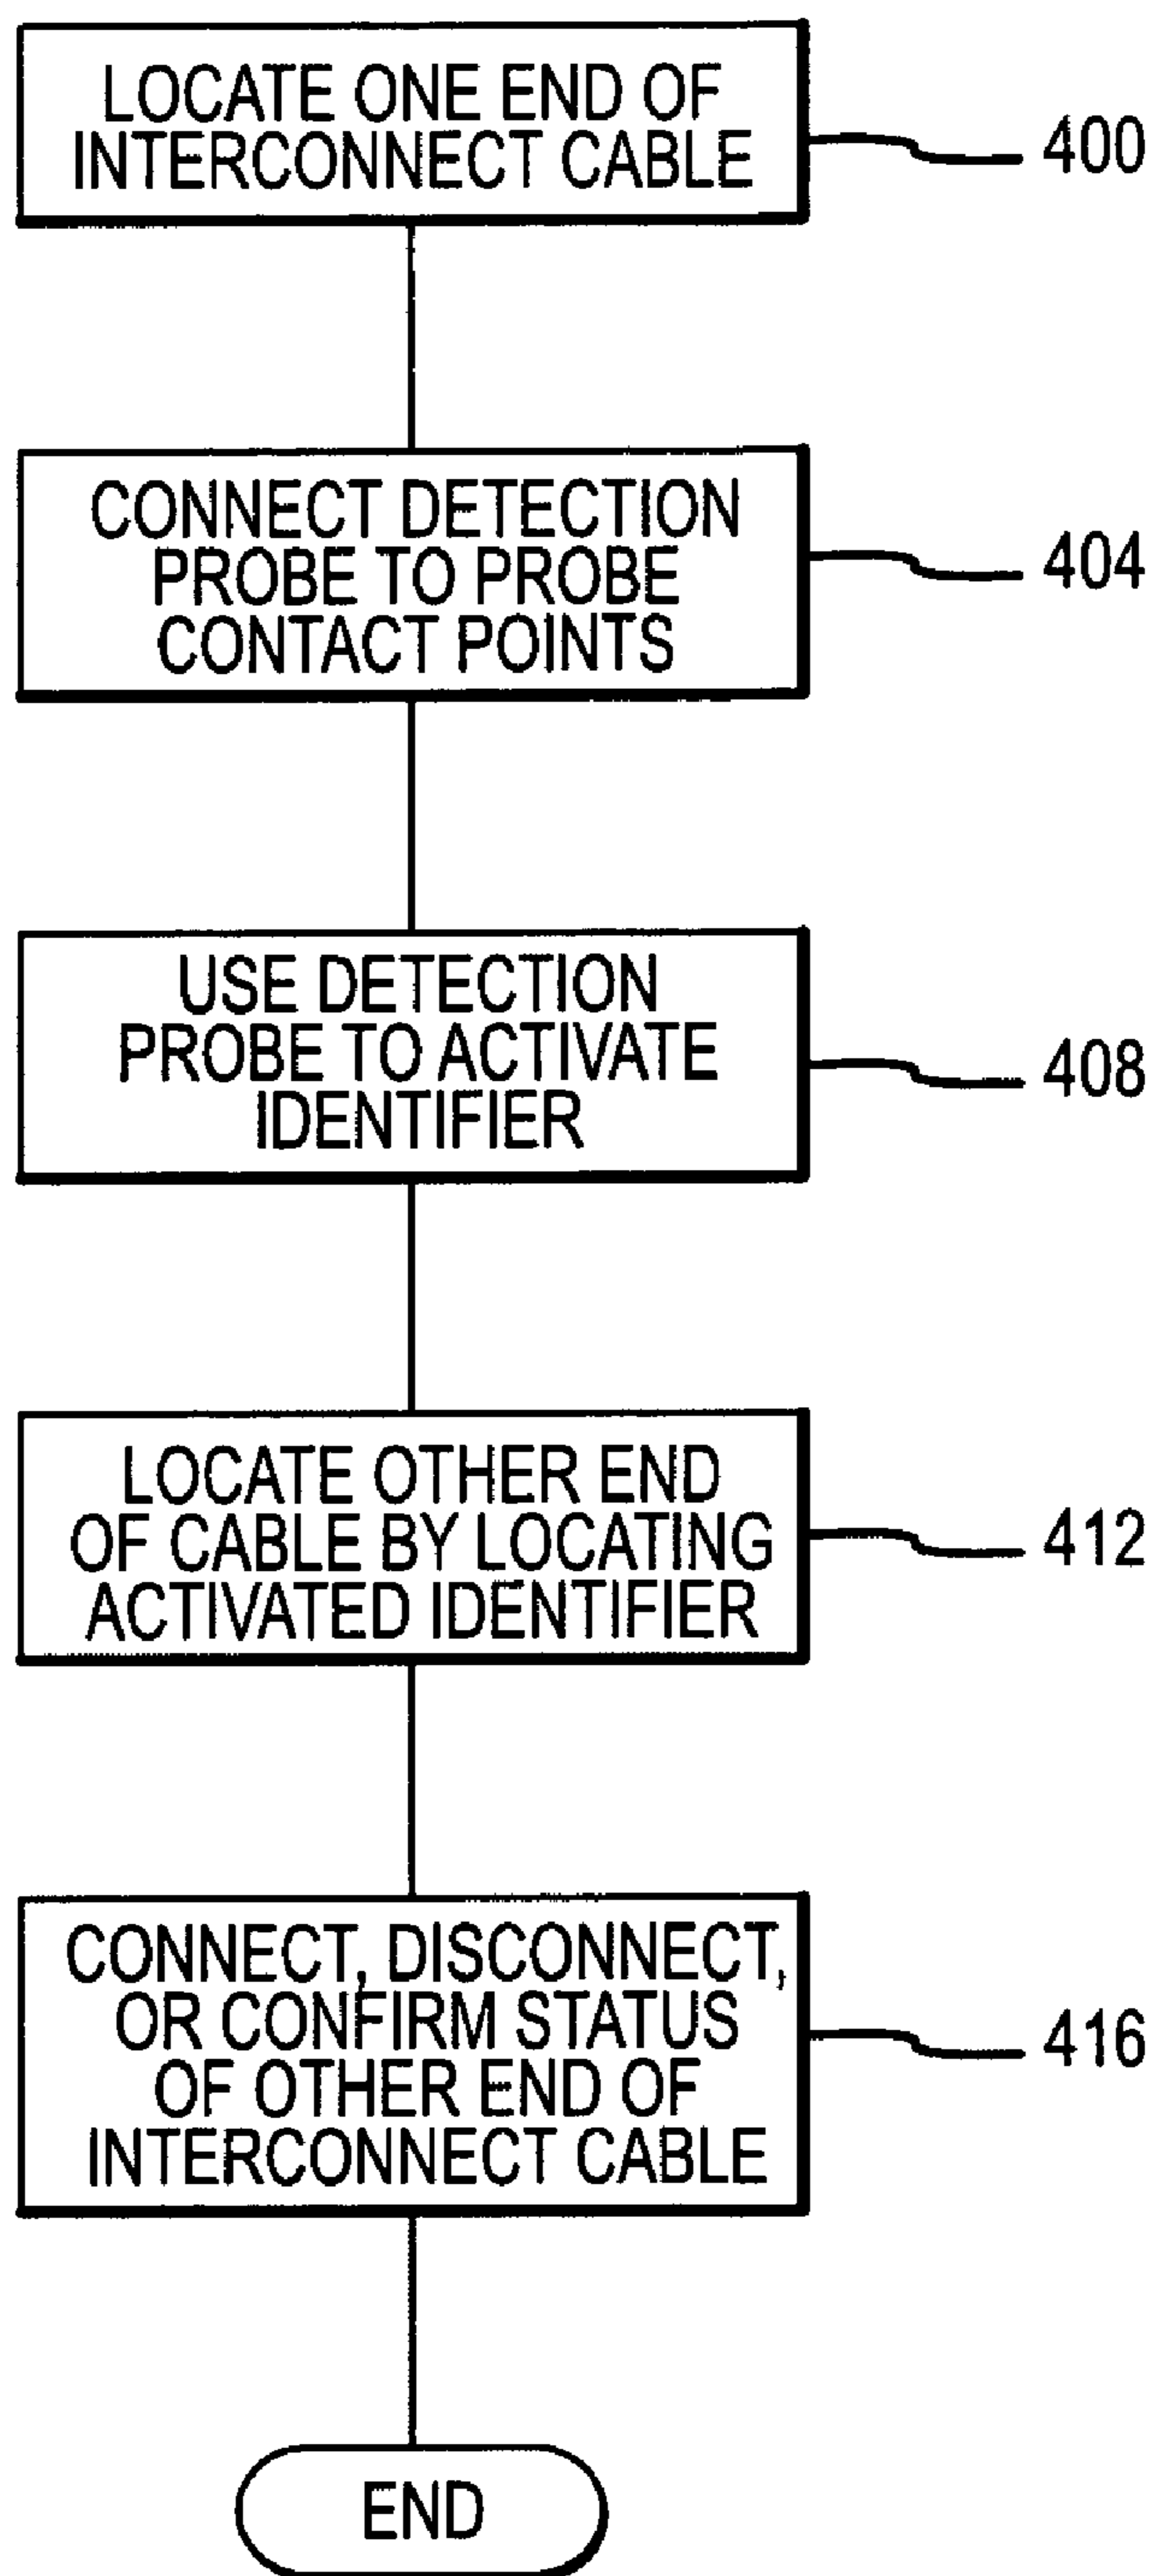 LOCATE ONE END OF
INTERCONNECT CABLE
400
CONNECT DETECTION
PROBE TO PROBE
CONTACT POINTS
404
USE DETECTION
PROBE TO ACTIVATE
IDENTIFIER
408
LOCATE OTHER END
OF CABLE BY LOCATING
ACTIVATED IDENTIFIER
412
CONNECT, DISCONNECT,
OR CONFIRM STATUS
OF OTHER END OF
INTERCONNECT CABLE
416
END